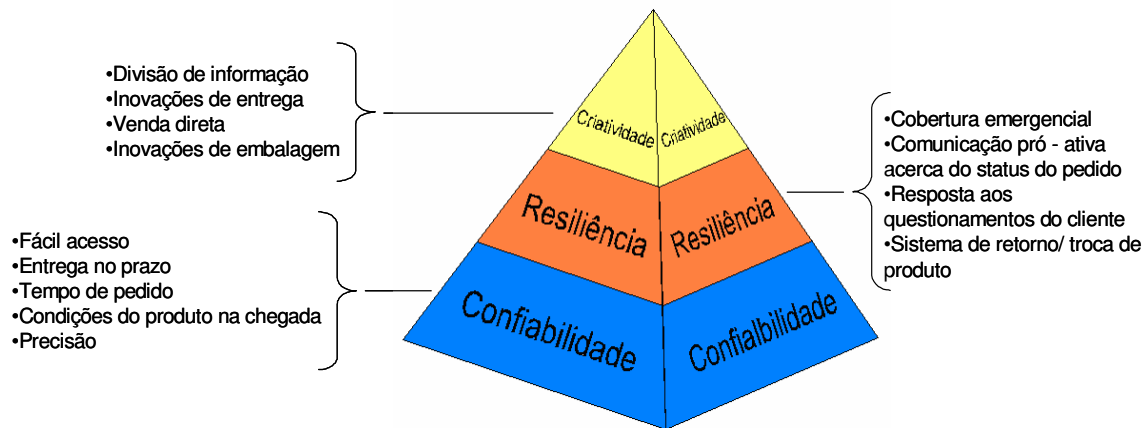 •Divisão de informação
•Inovações de entrega
•Venda direta
•Inovações de embalagem
Criatividade
Criatividade
•Cobertura emergencial
•Comunicação pró - ativa
acerca do status do pedido
•Resposta aos
questionamentos do cliente
•Sistema de retorno/ troca de
produto
Resiliência
Resiliência
•Fácil acesso
•Entrega no prazo
•Tempo de pedido
•Condições do produto na chegada
•Precisão
Confiabilidade
Confialbilidade